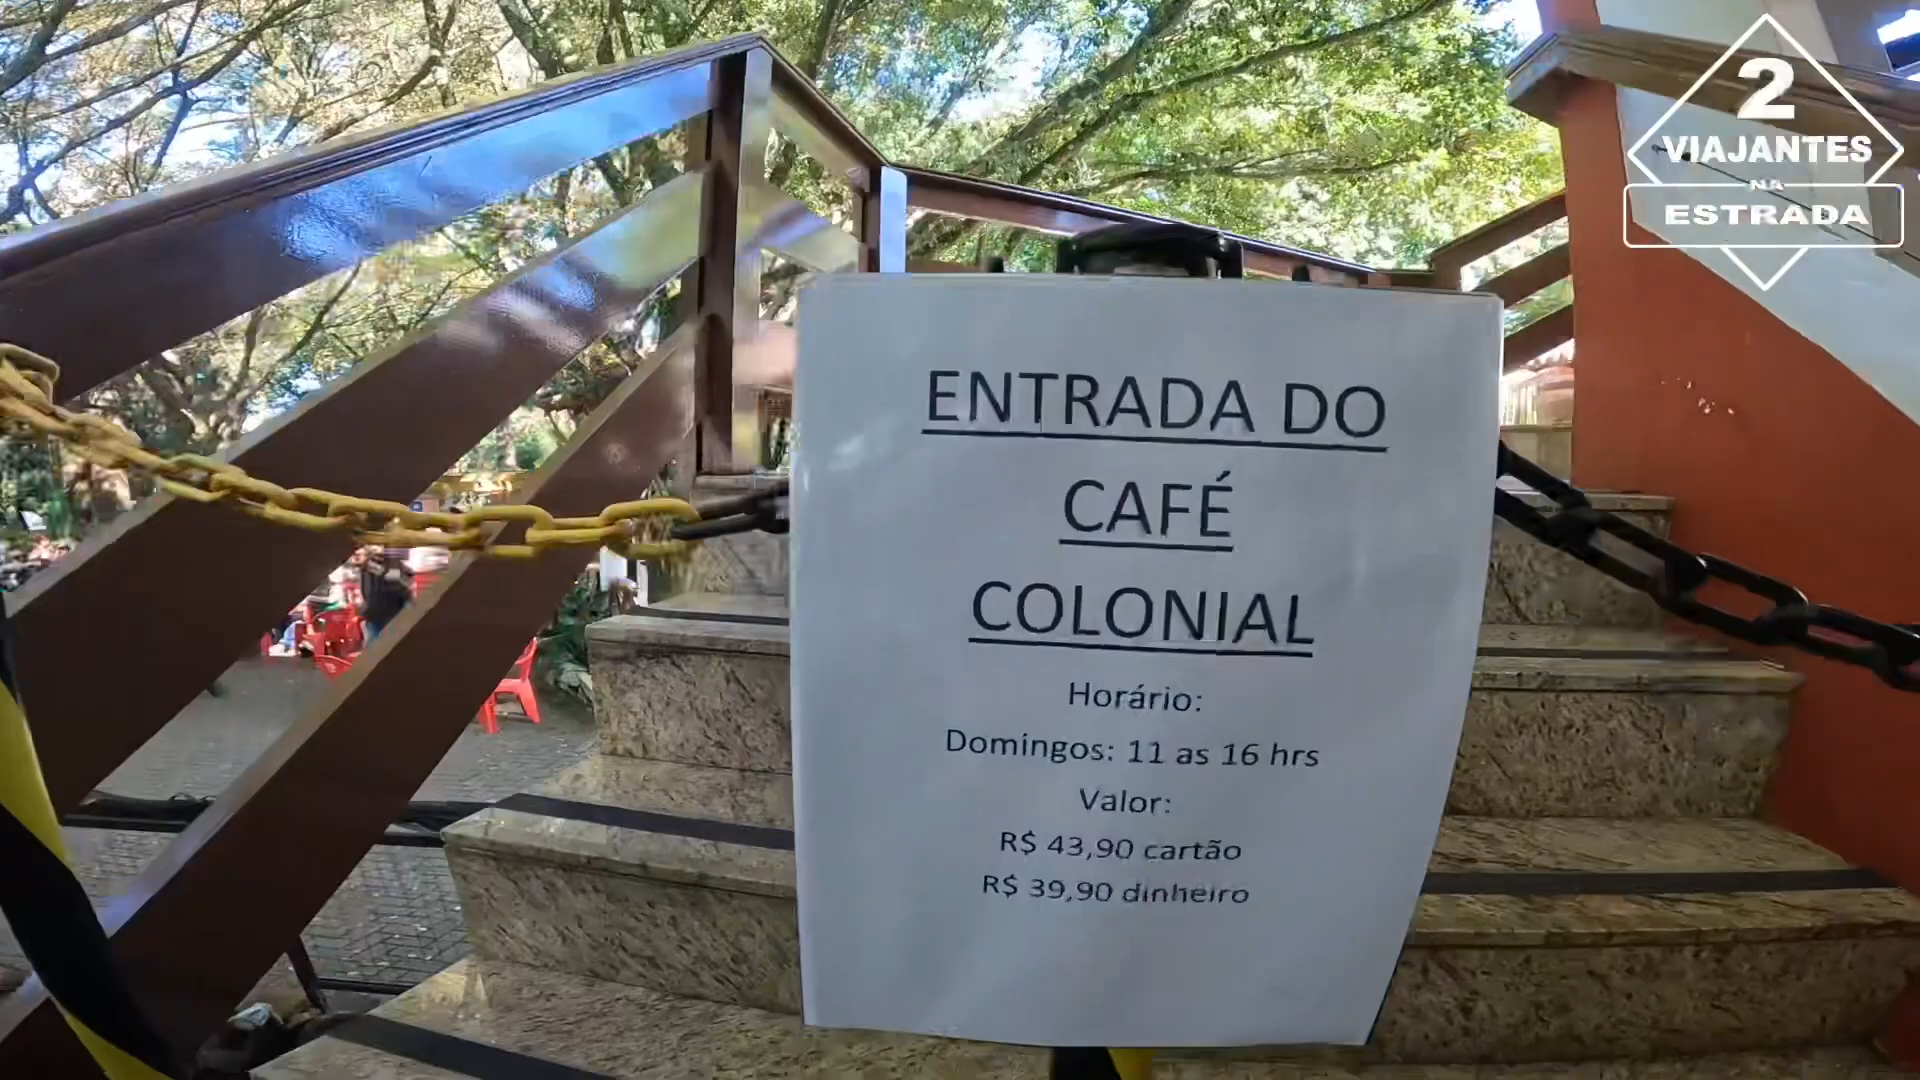 2
VIAJANTES
NA
ESTRADA
ENTRADA DO
CAFÉ
COLONIAL
Horário:
Domingos: 11 as 16 hrs
Valor:
R$ 43,90 cartão
R$ 39,90 dinheiro